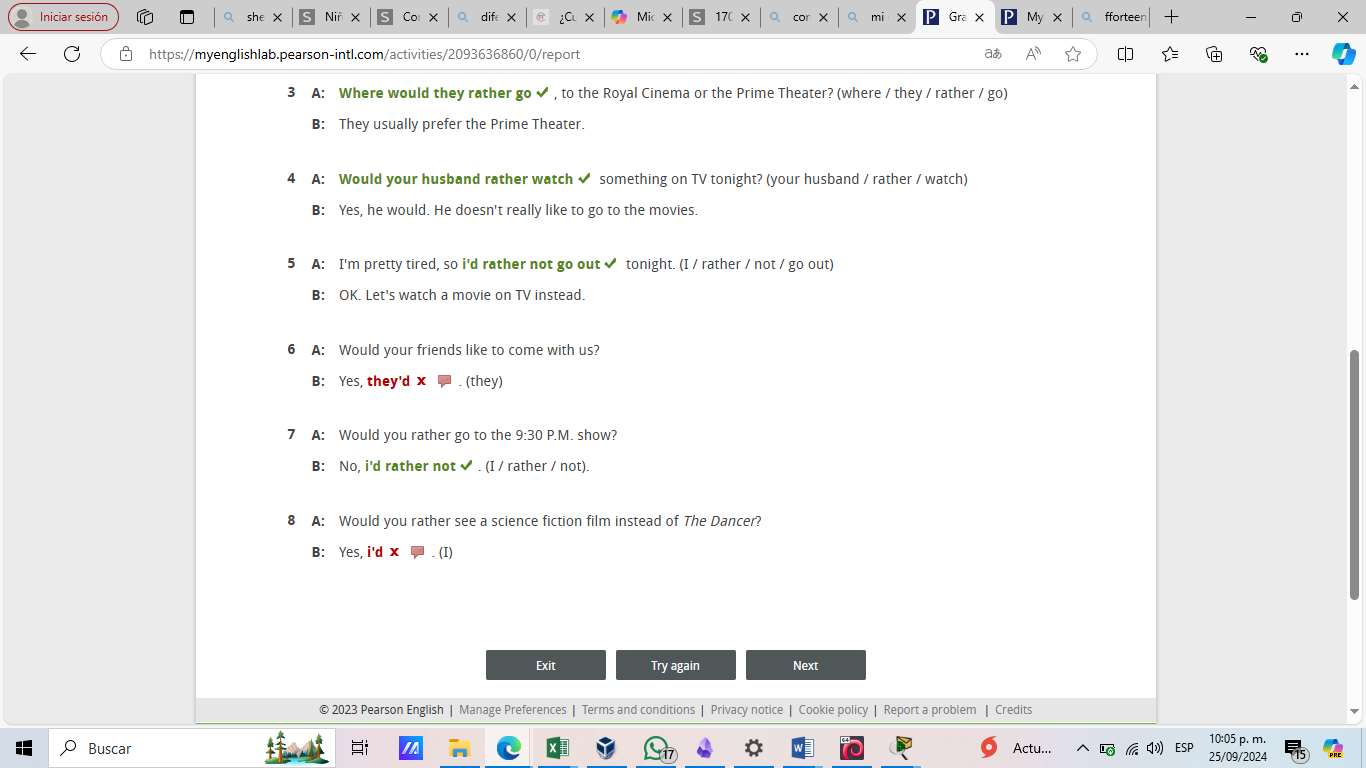 Iniciar sesión
she
Niñ
Cor
dife
¿Cu
Mic
170
cor
mi
Gra
My
fforteen
https://myenglishlab.pearson-intl.com/activities/2093636860/0/report
3 A: Where would they rather go ✔ , to the Royal Cinema or the Prime Theater? (where / they / rather / go)
B: They usually prefer the Prime Theater.
4 A: Would your husband rather watch ✔ something on TV tonight? (your husband / rather / watch)
B: Yes, he would. He doesn't really like to go to the movies.
5 A: I'm pretty tired, so i'd rather not go out ✔ tonight. (I / rather / not / go out)
B: OK. Let's watch a movie on TV instead.
6 A: Would your friends like to come with us?
B: Yes, they'd x . (they)
7 A: Would you rather go to the 9:30 P.M. show?
B: No, i'd rather not ✔ . (I / rather / not).
8 A: Would you rather see a science fiction film instead of The Dancer?
B: Yes, i'd x . (I)
Exit Try again Next
© 2023 Pearson English | Manage Preferences | Terms and conditions | Privacy notice | Cookie policy | Report a problem | Credits
Buscar
17
Actu...
ESP
10:05 p. m.
25/09/2024
15